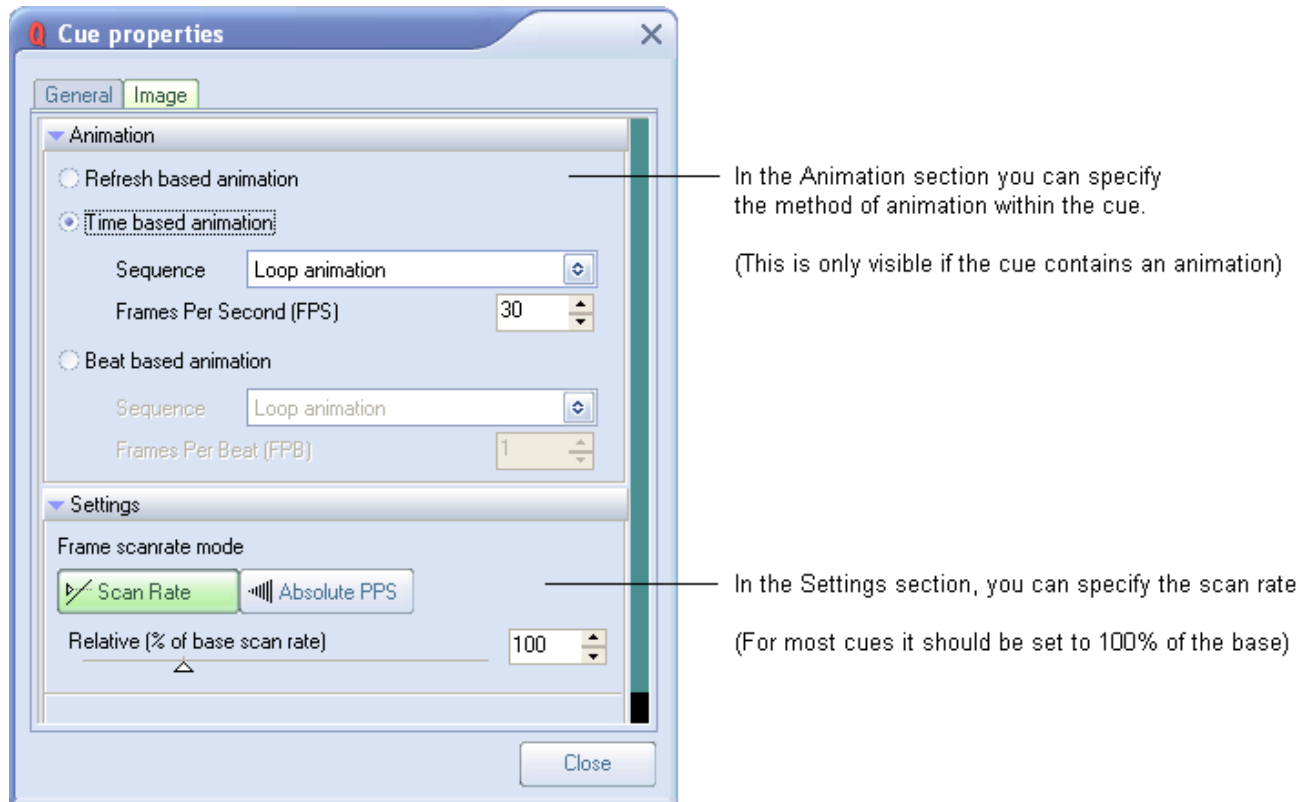 Cue properties
General Image
Animation
Refresh based animation
Time based animation
Sequence Loop animation
Frames Per Second (FPS) 30
Beat based animation
Sequence Loop animation
Frames Per Beat (FPB) 1
Settings
Frame scanrate mode
Scan Rate Absolute PPS
Relative (% of base scan rate) 100
Close
In the Animation section you can specify
the method of animation within the cue.
(This is only visible if the cue contains an animation)
In the Settings section, you can specify the scan rate
(For most cues it should be set to 100% of the base)